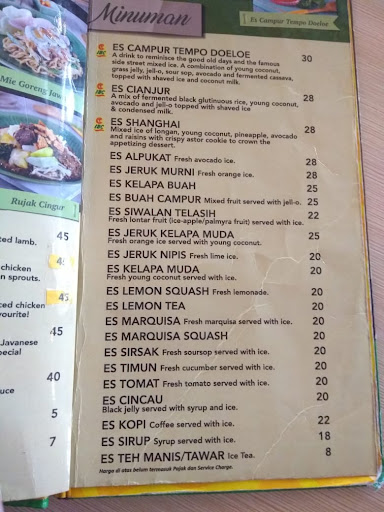 Minuman
Es Campur Tempo Doeloe
Mie Goreng Jaw
Rujak Cingur
ted lamb. 45
chicken 45
n sprouts.
ced chicken 45
vourite!
Javanese 45
pecial
40
uce
5
7
ES CAMPUR TEMPO DOELOE 30
A drink to reminisce the good old days and the famous
side street mixed ice. A combination of young coconut,
grass jelly, jell-o, sour sop, avocado and fermented cassava,
topped with shaved ice and coconut milk.
ES CIANJUR 28
A mix of fermented black glutinous rice, young coconut,
avocado and jell-o topped with shaved ice
& condensed milk.
ES SHANGHAI 28
Mixed ice of longan, young coconut, pineapple, avocado
and raisins with crispy astor cookie to crown the
appetizing dessert.
ES ALPUKAT Fresh avocado ice. 28
ES JERUK MURNI Fresh orange ice. 28
ES KELAPA BUAH 25
ES BUAH CAMPUR Mixed fruit served with jell-o. 25
ES SIWALAN TELASIH 22
Fresh lontar fruit (ice-apple/palmyra fruit) served with ice.
ES JERUK KELAPA MUDA 25
Fresh orange ice served with young coconut.
ES JERUK NIPIS Fresh lime ice. 20
ES KELAPA MUDA 20
Fresh young coconut served with ice.
ES LEMON SQUASH Fresh lemonade. 20
ES LEMON TEA 20
ES MARQUISA Fresh marquisa served with ice. 20
ES MARQUISA SQUASH 20
ES SIRSAK Fresh soursop served with ice. 20
ES TIMUN Fresh cucumber served with ice. 20
ES TOMAT Fresh tomato served with ice. 20
ES CINCAU 20
Black jelly served with syrup and ice.
ES KOPI Coffee served with ice. 22
ES SIRUP Syrup served with ice. 18
ES TEH MANIS/TAWAR Ice Tea. 8
Harga di atas belum termasuk Pajak dan Service Charge.